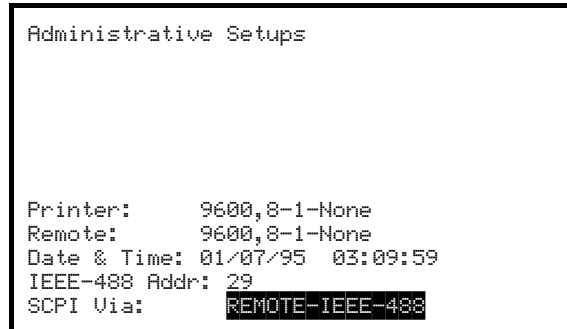 Administrative Setups
Printer: 9600,8-1-None
Remote: 9600,8-1-None
Date & Time: 01/07/95 03:09:59
IEEE-488 Addr: 29
SCPI Via: REMOTE-IEEE-488